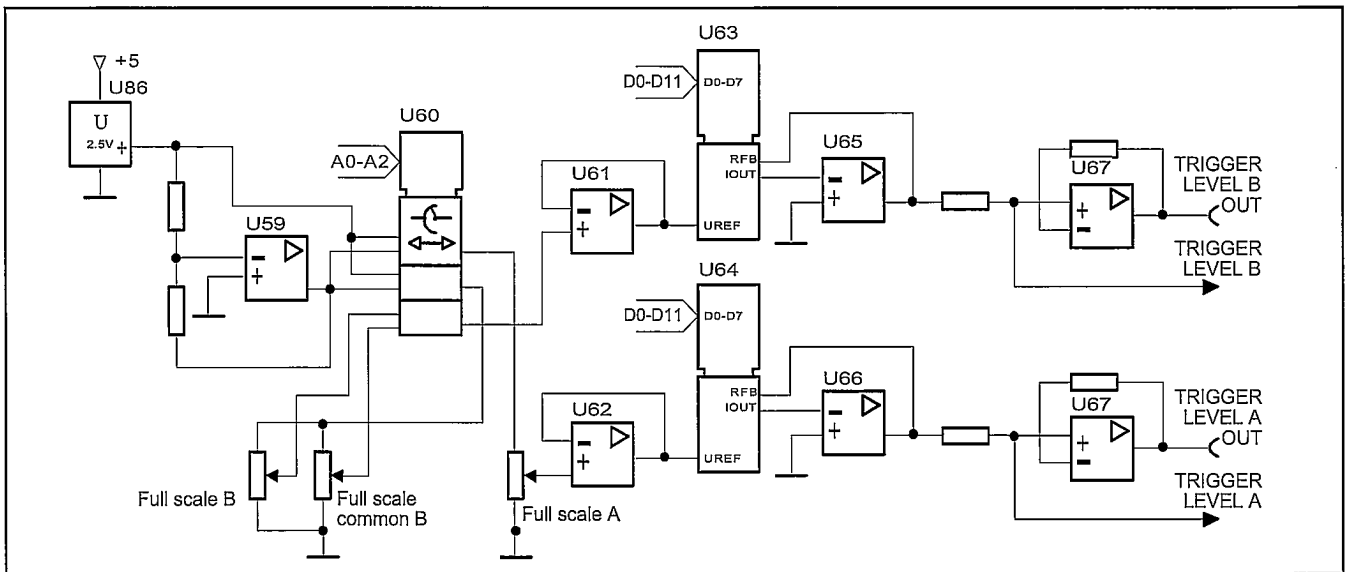 +5
U86
U
2.5V +
U59
-
+
U60
A0-A2
U61
-
+
U63
D0-D11
D0-D7
RFB
IOUT
UREF
U65
-
+
U67
+
-
TRIGGER
LEVEL B
OUT
TRIGGER
LEVEL B
U64
D0-D11
D0-D7
RFB
IOUT
UREF
U62
-
+
U66
-
+
U67
+
-
TRIGGER
LEVEL A
OUT
TRIGGER
LEVEL A
Full scale B
Full scale
common B
Full scale A